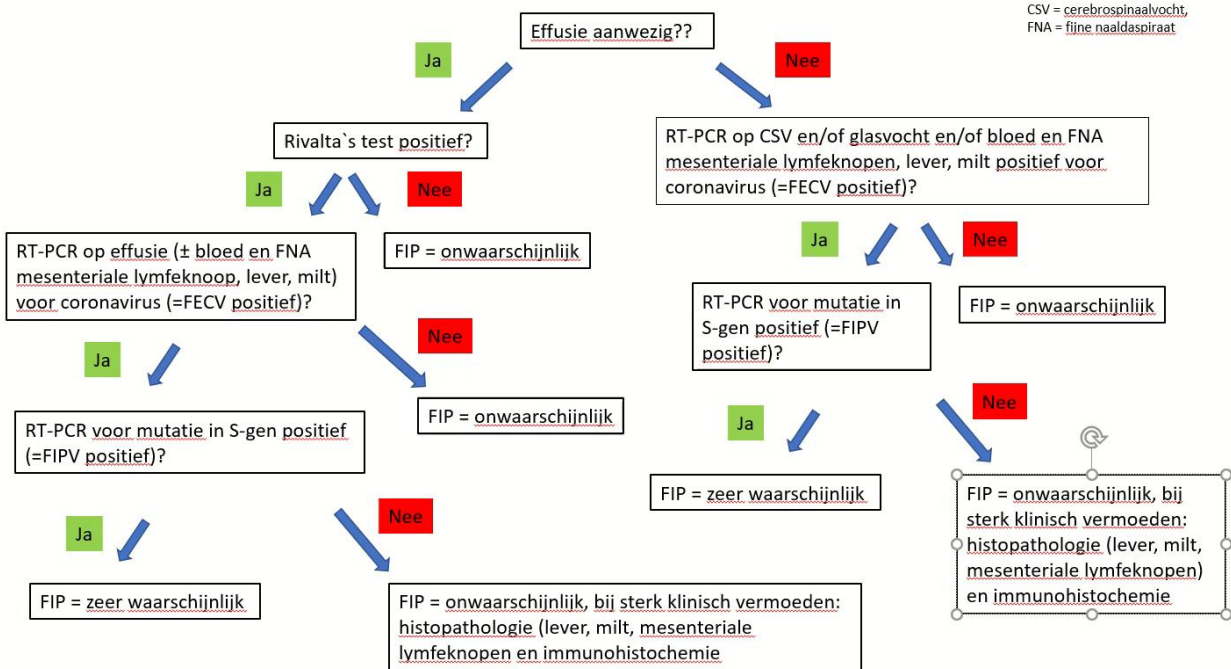 CSV = cerebrospinaalvocht,
FNA = fijne naaldaspiraat
Effusie aanwezig??
Ja
Nee
Rivalta`s test positief?
RT-PCR op CSV en/of glasvocht en/of bloed en FNA
mesenteriale lymfeknopen, lever, milt positief voor
coronavirus (=FECV positief)?
Ja
Nee
Ja
Nee
RT-PCR op effusie (± bloed en FNA
mesenteriale lymfeknoop, lever, milt)
voor coronavirus (=FECV positief)?
FIP = onwaarschijnlijk
RT-PCR voor mutatie in
S-gen positief (=FIPV
positief)?
FIP = onwaarschijnlijk
Ja
Nee
FIP = onwaarschijnlijk
Ja
Nee
RT-PCR voor mutatie in S-gen positief
(=FIPV positief)?
FIP = zeer waarschijnlijk
FIP = onwaarschijnlijk, bij
sterk klinisch vermoeden:
histopathologie (lever, milt,
mesenteriale lymfeknopen)
en immunohistochemie
Ja
Nee
FIP = zeer waarschijnlijk
FIP = onwaarschijnlijk, bij sterk klinisch vermoeden:
histopathologie (lever, milt, mesenteriale
lymfeknopen en immunohistochemie